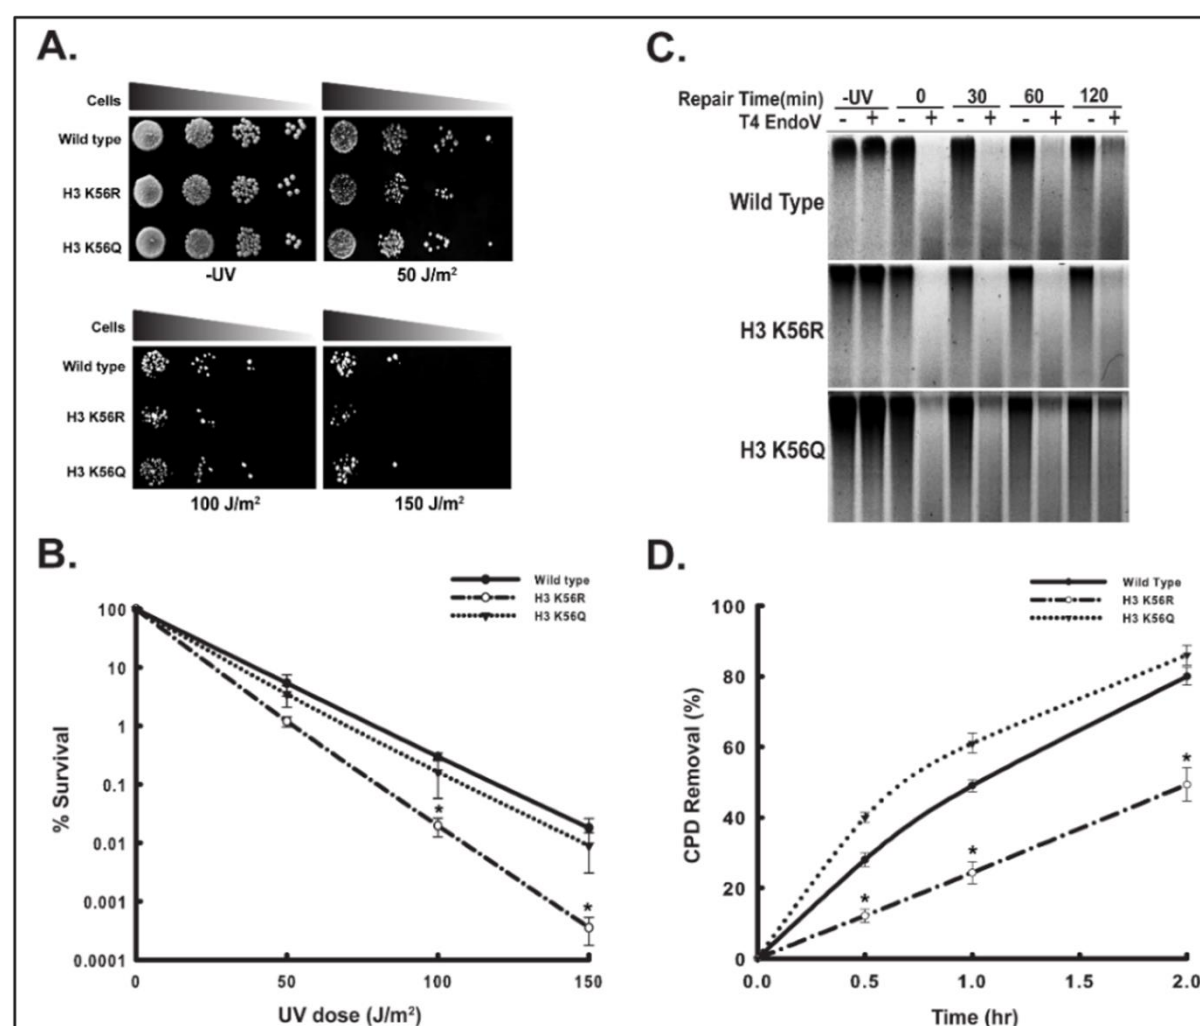 A.
Cells
Wild type
H3 K56R
H3 K56Q
-UV
50 J/m²
Cells
Wild type
H3 K56R
H3 K56Q
100 J/m²
150 J/m²
B.
Wild type
H3 K56R
H3 K56Q
% Survival
100
10
1
0.1
0.01
0.001
0.0001
*
*
0
50
100
150
UV dose (J/m²)
C.
Repair Time(min) -UV 0 30 60 120
T4 EndoV - + - + - + - + - +
Wild Type
H3 K56R
H3 K56Q
D.
Wild Type
H3 K56R
H3 K56Q
CPD Removal (%)
100
80
60
40
20
0
*
*
*
0.0
0.5
1.0
1.5
2.0
Time (hr)